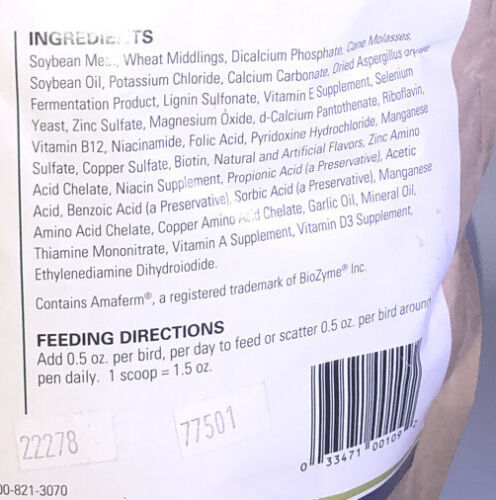 INGREDIENTS
Soybean Meal, Wheat Middlings, Dicalcium Phosphate, Cane Molasses,
Soybean Oil, Potassium Chloride, Calcium Carbonate, Dried Aspergillus oryzae
Fermentation Product, Lignin Sulfonate, Vitamin E Supplement, Selenium
Yeast, Zinc Sulfate, Magnesium Oxide, d-Calcium Pantothenate, Riboflavin,
Vitamin B12, Niacinamide, Folic Acid, Pyridoxine Hydrochloride, Manganese
Sulfate, Copper Sulfate, Biotin, Natural and Artificial Flavors, Zinc Amino
Acid Chelate, Niacin Supplement, Propionic Acid (a Preservative), Acetic
Acid, Benzoic Acid (a Preservative), Sorbic Acid (a Preservative), Manganese
Amino Acid Chelate, Copper Amino Acid Chelate, Garlic Oil, Mineral Oil,
Thiamine Mononitrate, Vitamin A Supplement, Vitamin D3 Supplement,
Ethylenediamine Dihydroiodide.
Contains Amaferm®, a registered trademark of BioZyme® Inc.
FEEDING DIRECTIONS
Add 0.5 oz. per bird, per day to feed or scatter 0.5 oz. per bird around
pen daily. 1 scoop = 1.5 oz.
22278
77501
0 33471 00109
00-821-3070